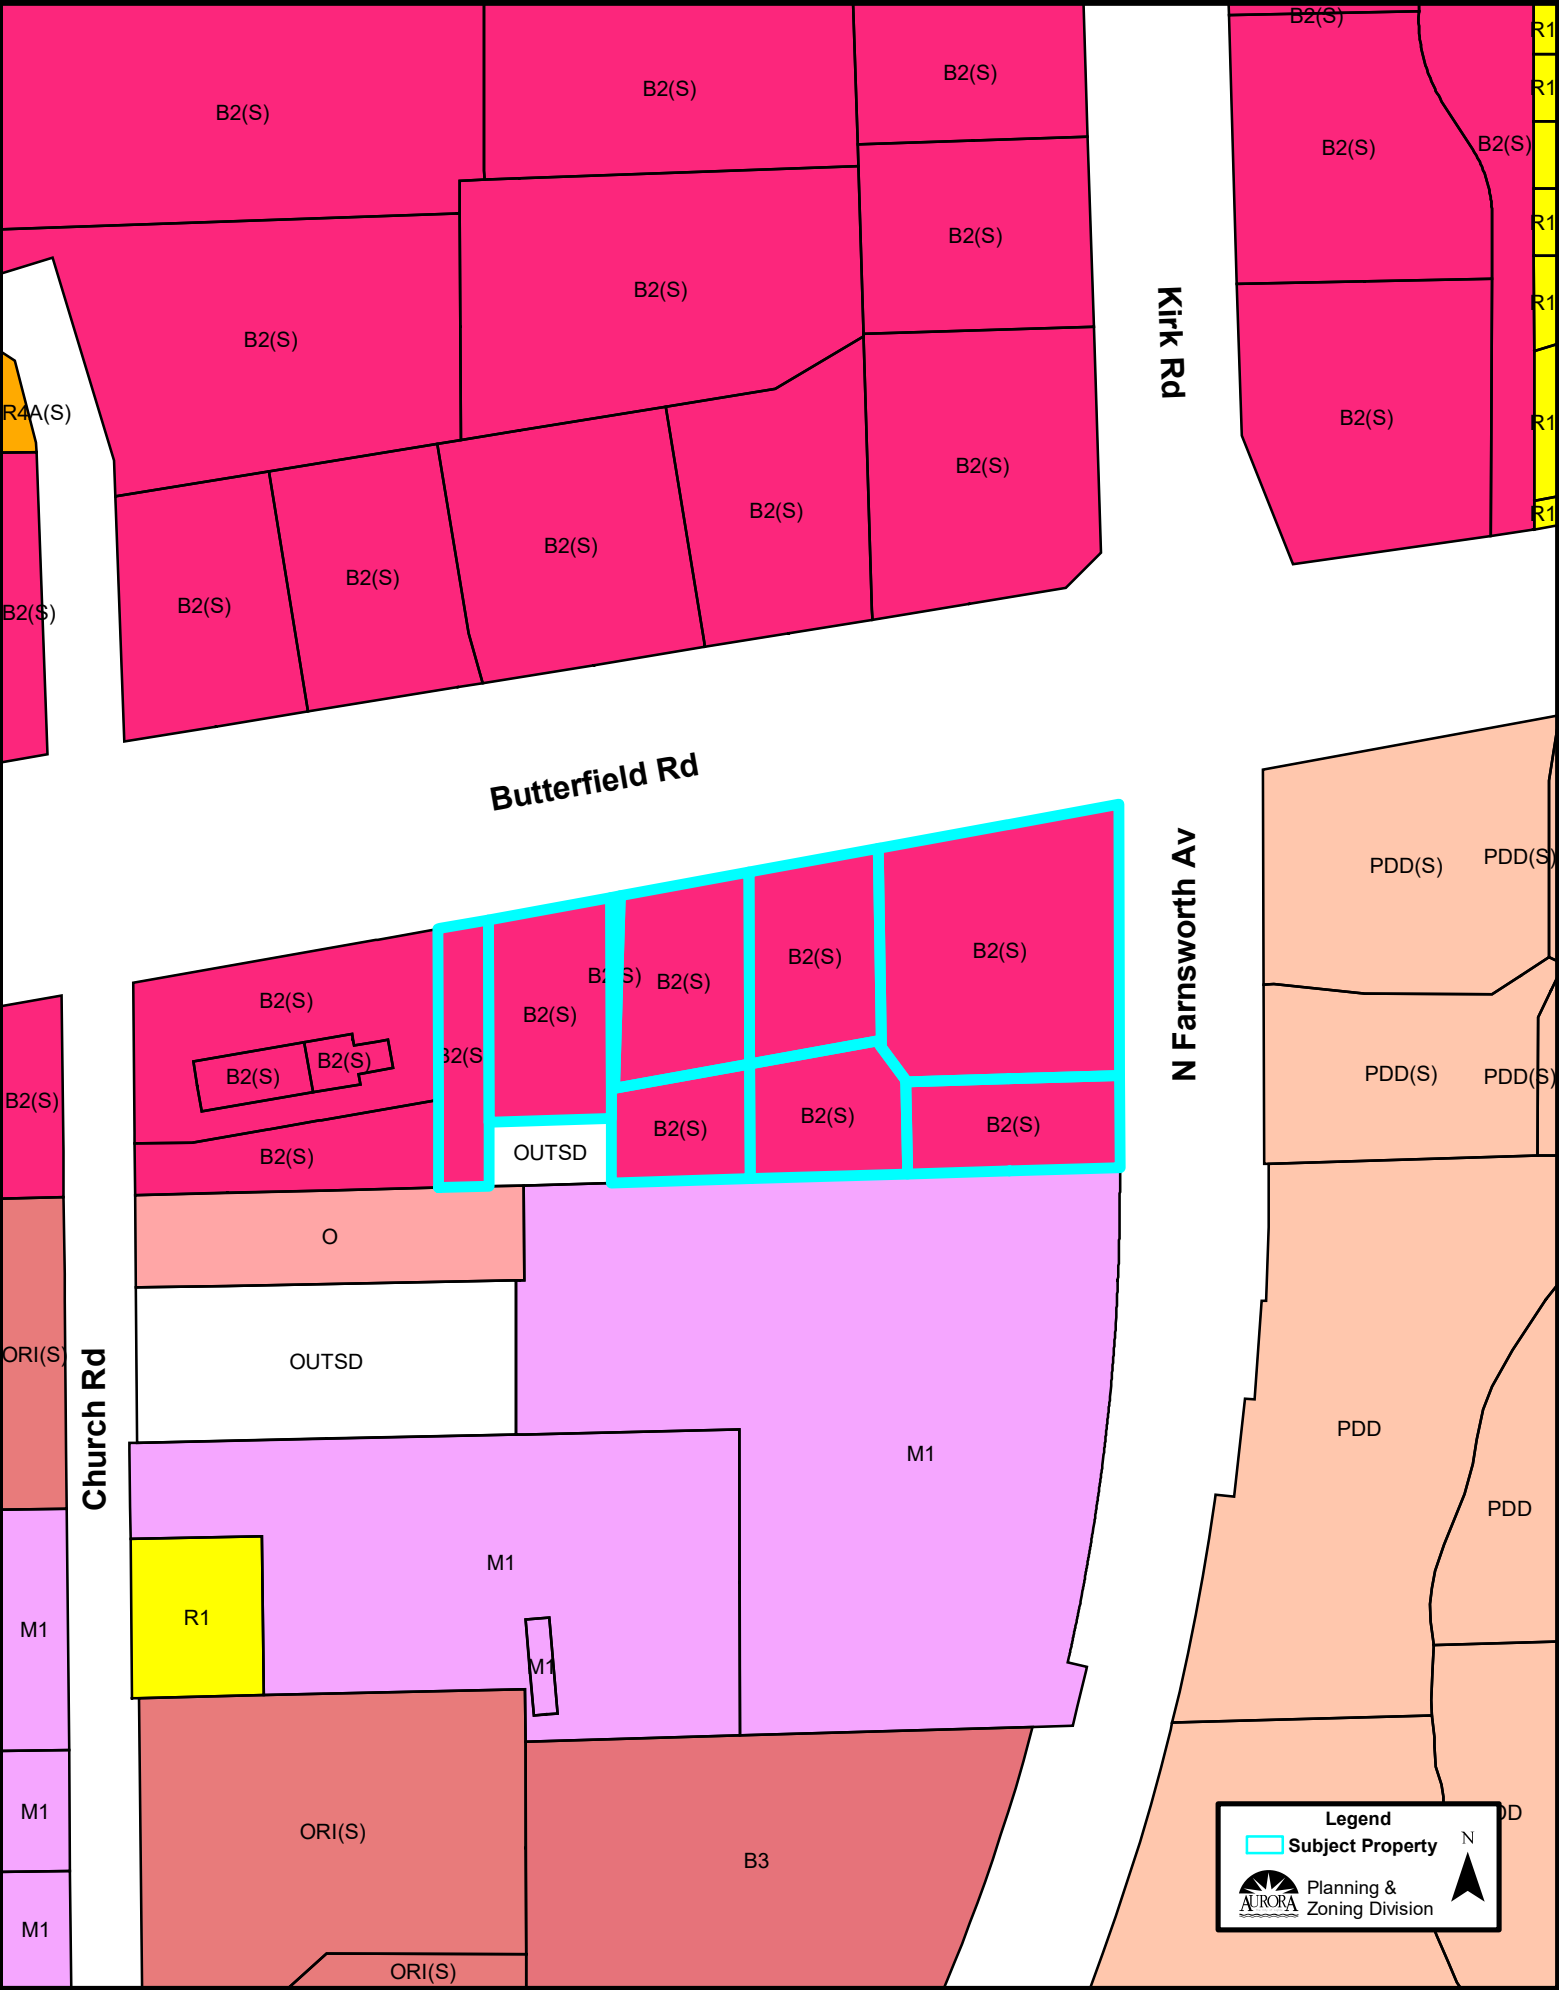 B2(S)
R1
B2(S)
B2(S)
R1
B2(S)
B2(S)
B2(S)
R1
B2(S)
B2(S)
R1
Kirk Rd
B2(S)
R4A(S)
B2(S)
R1
B2(S)
B2(S)
R1
B2(S)
B2(S)
B2(S)
B2(S)
Butterfield Rd
N Farnsworth Av
PDD(S)
PDD(S)
B2(S)
B2(S)
B2(S)
B2(S)
B2(S)
B2(S)
B2(S)
B2(S)
B2(S)
PDD(S)
PDD(S)
B2(S)
B2(S)
B2(S)
B2(S)
B2(S)
OUTSD
O
ORI(S)
OUTSD
Church Rd
PDD
M1
PDD
M1
R1
M1
M1
M1
ORI(S)
B3
M1
ORI(S)
Legend
Subject Property
N
AURORA
Planning &
Zoning Division